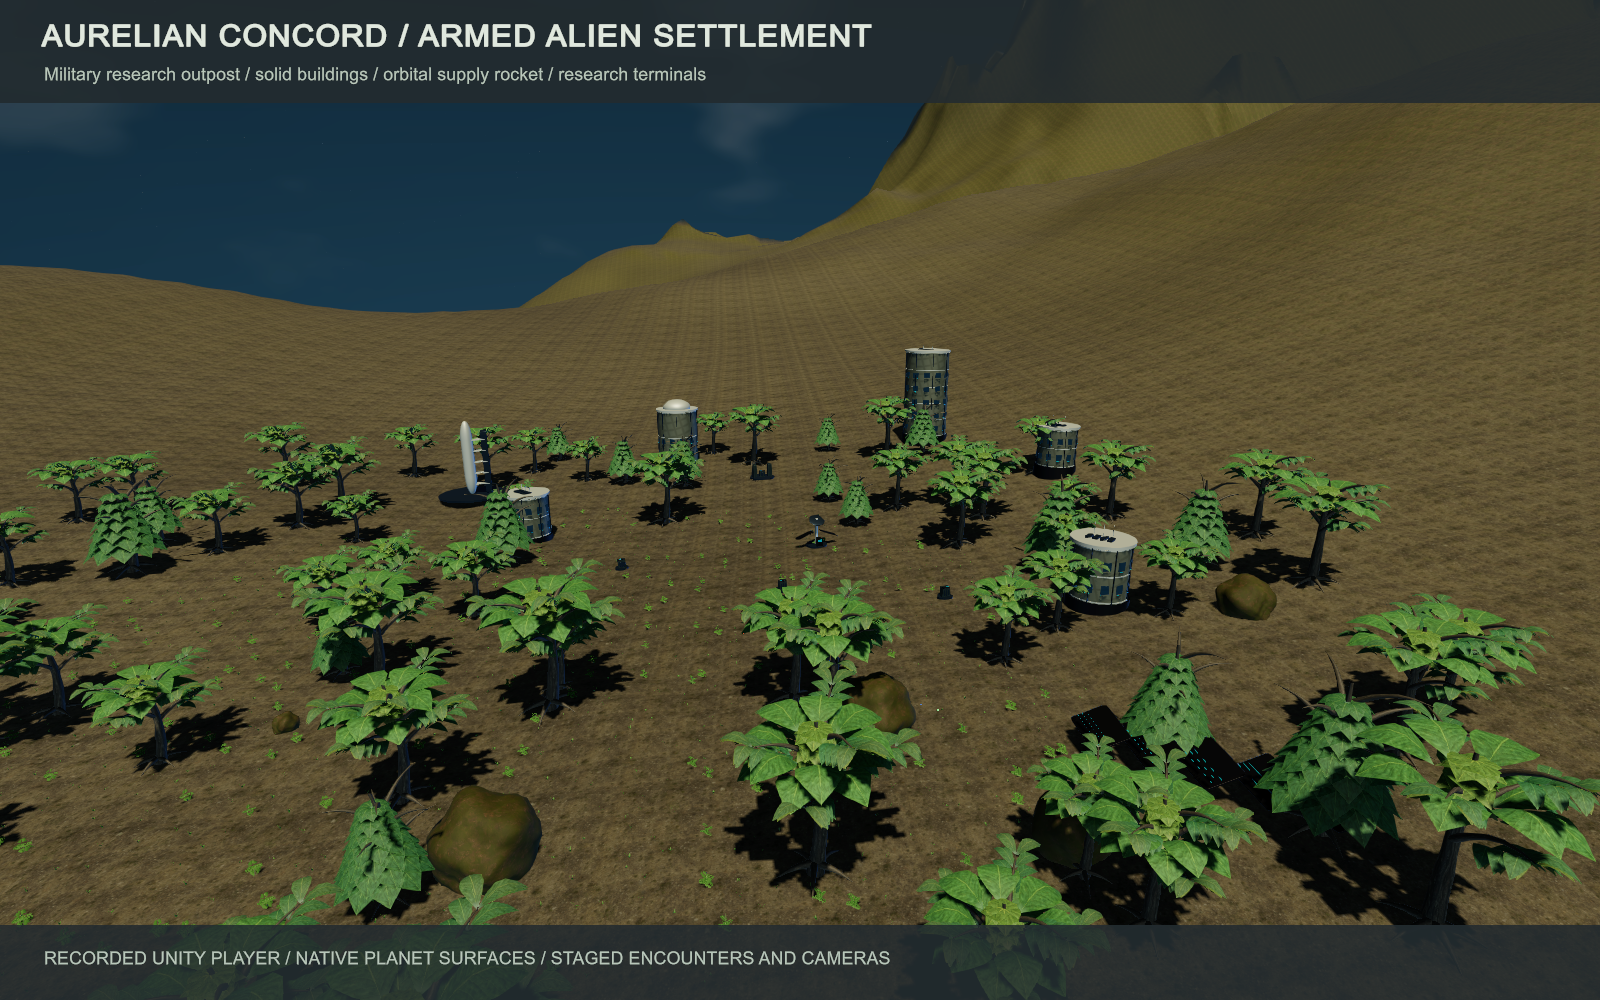 AURELIAN CONCORD / ARMED ALIEN SETTLEMENT
Military research outpost / solid buildings / orbital supply rocket / research terminals
RECORDED UNITY PLAYER / NATIVE PLANET SURFACES / STAGED ENCOUNTERS AND CAMERAS